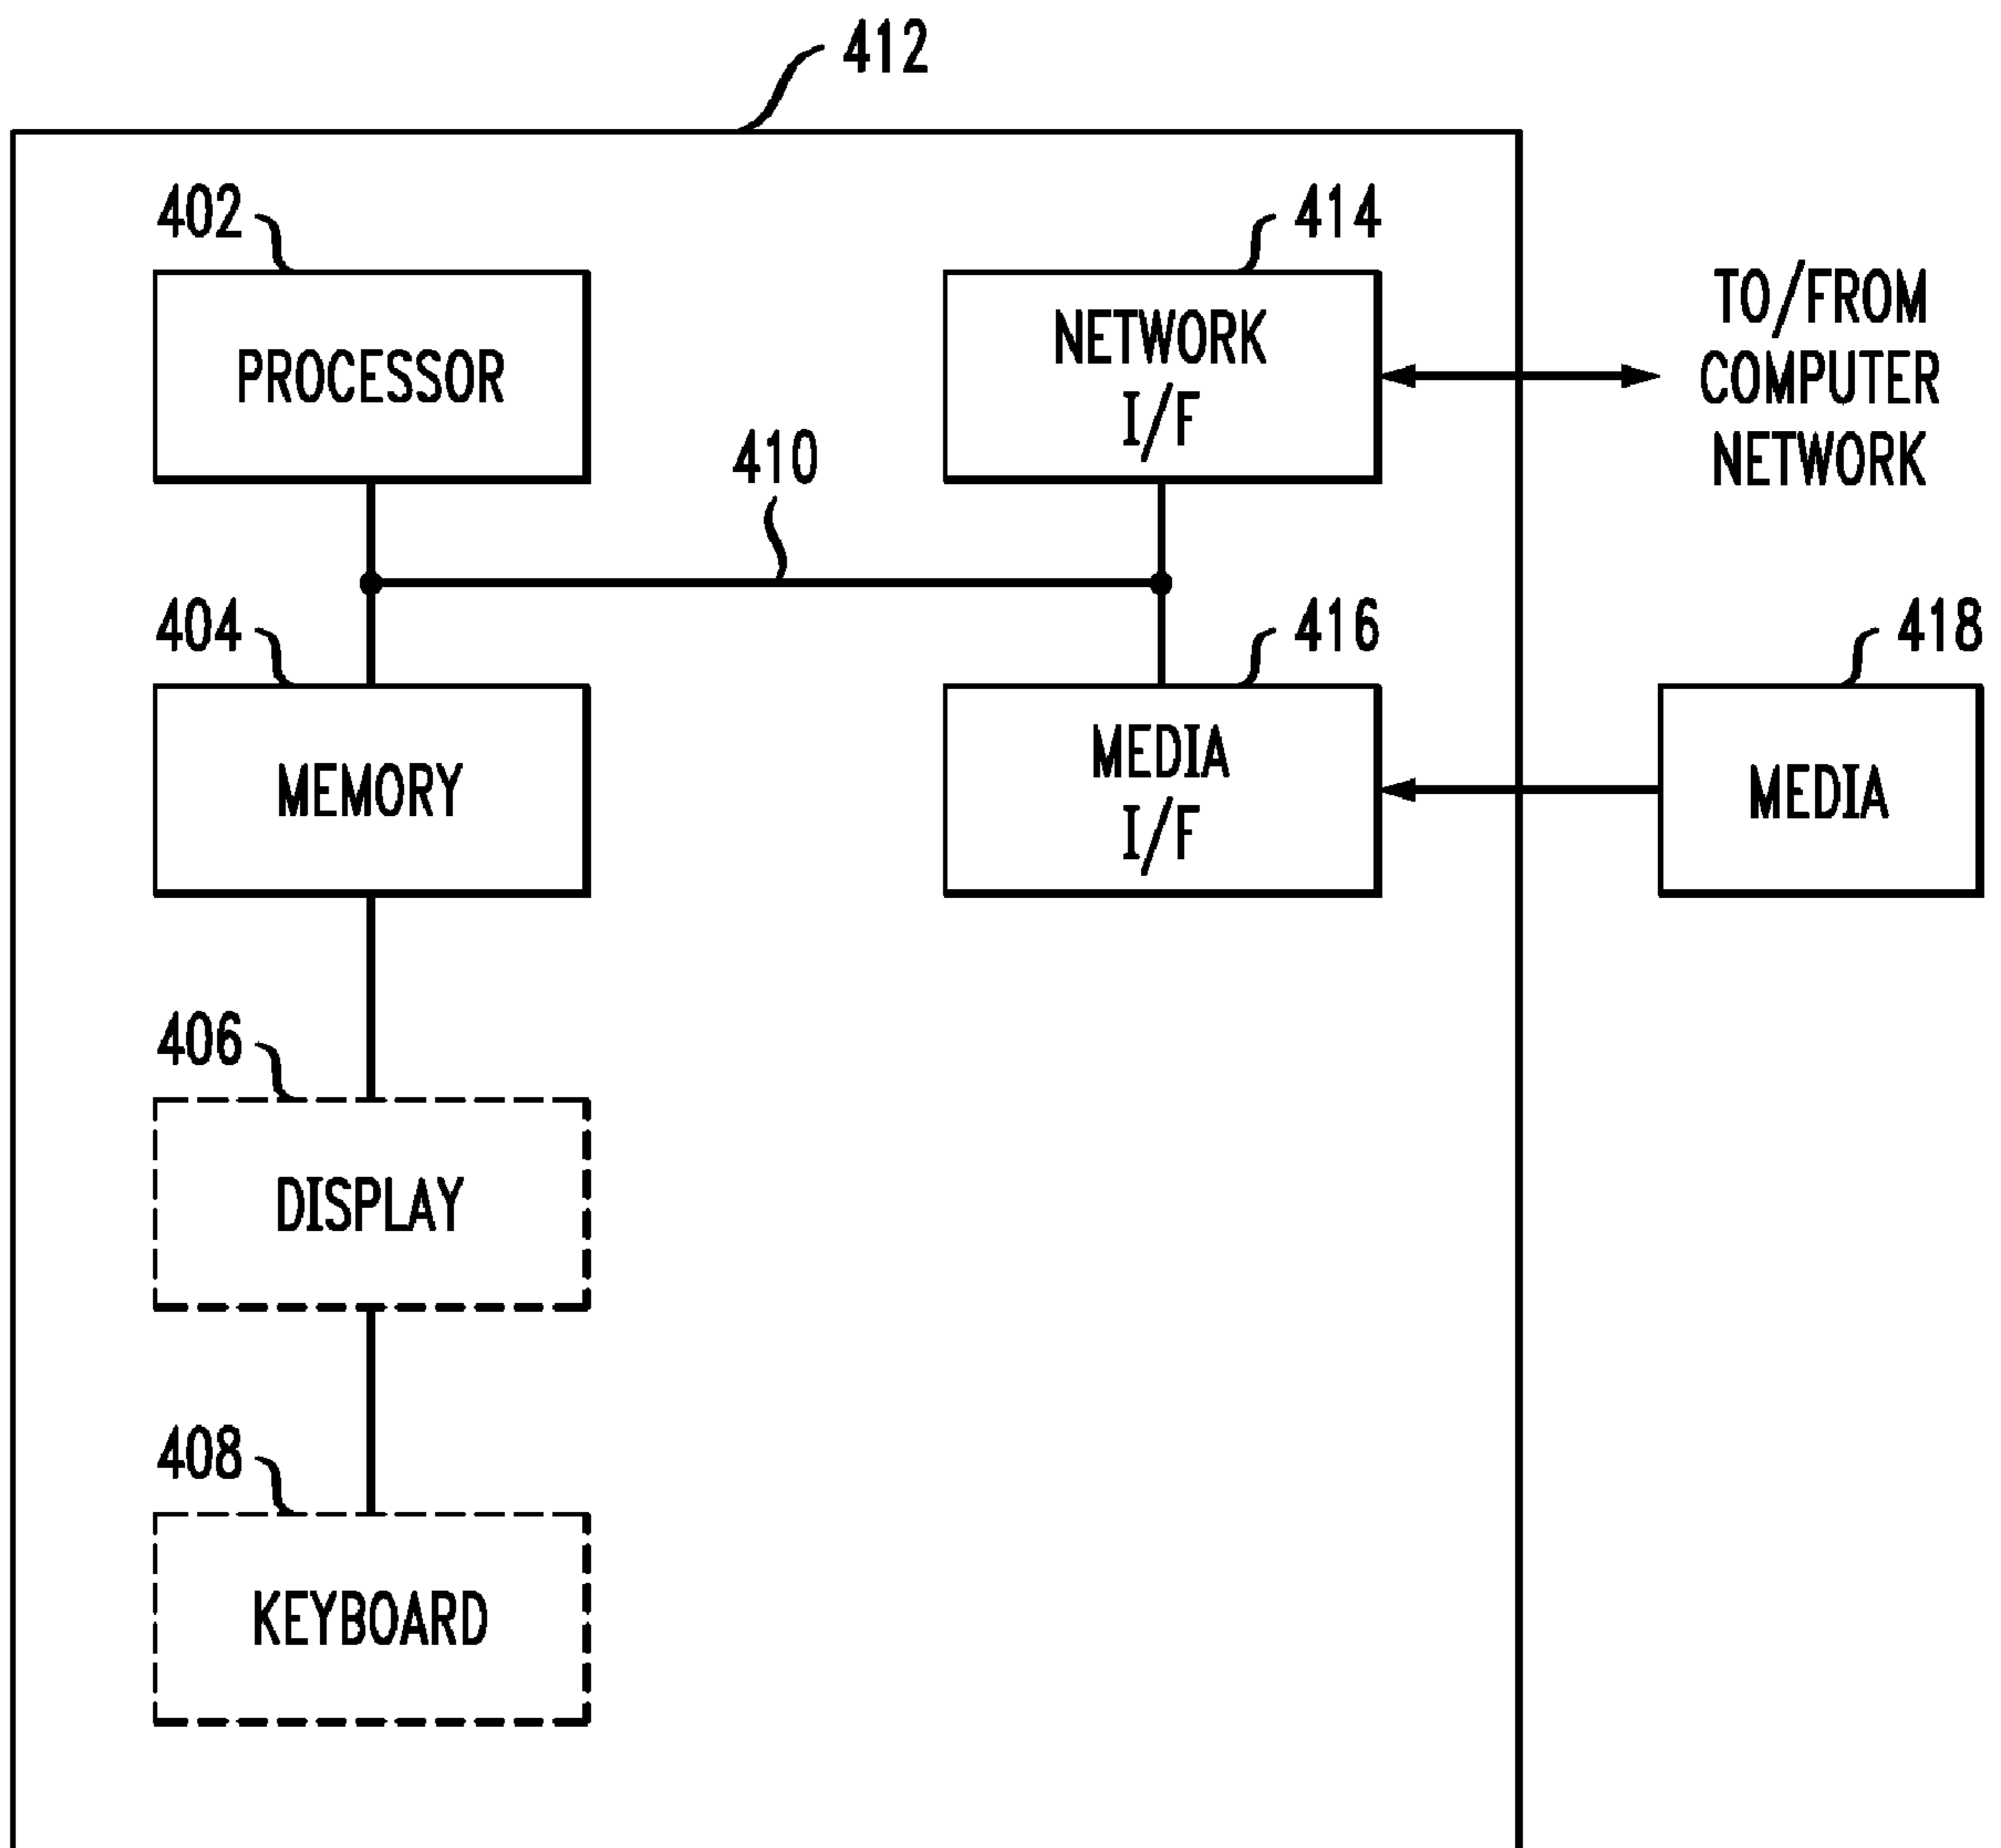 412
402
PROCESSOR
414
NETWORK
I/F
TO/FROM
COMPUTER
NETWORK
410
404
MEMORY
416
MEDIA
I/F
418
MEDIA
406
DISPLAY
408
KEYBOARD